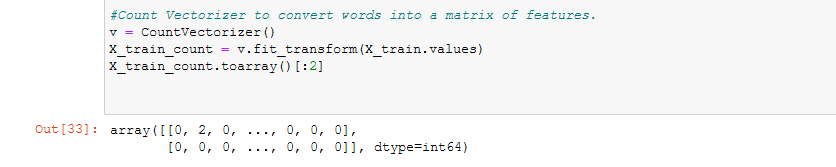 #Count Vectorizer to convert words into a matrix of features.
v = CountVectorizer()
X_train_count = v.fit_transform(X_train.values)
X_train_count.toarray()[:2]
Out[33]: array([[0, 2, 0, ..., 0, 0, 0],
[0, 0, 0, ..., 0, 0, 0]], dtype=int64)